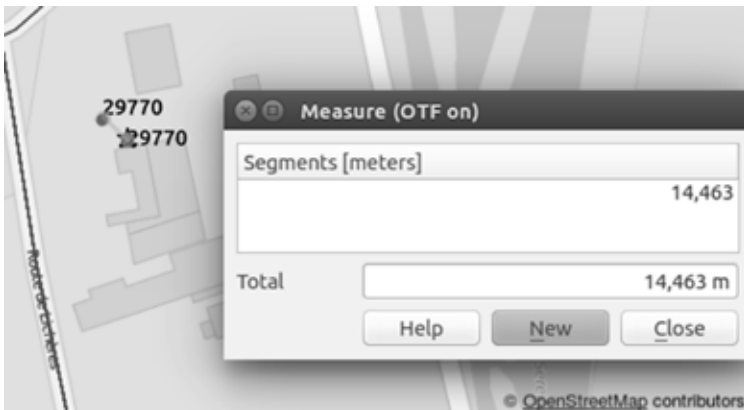 29770
29770
Route de Lichères
Measure (OTF on)
Segments [meters]
14,463
Total
14,463 m
Help
New
Close
© OpenStreetMap contributors